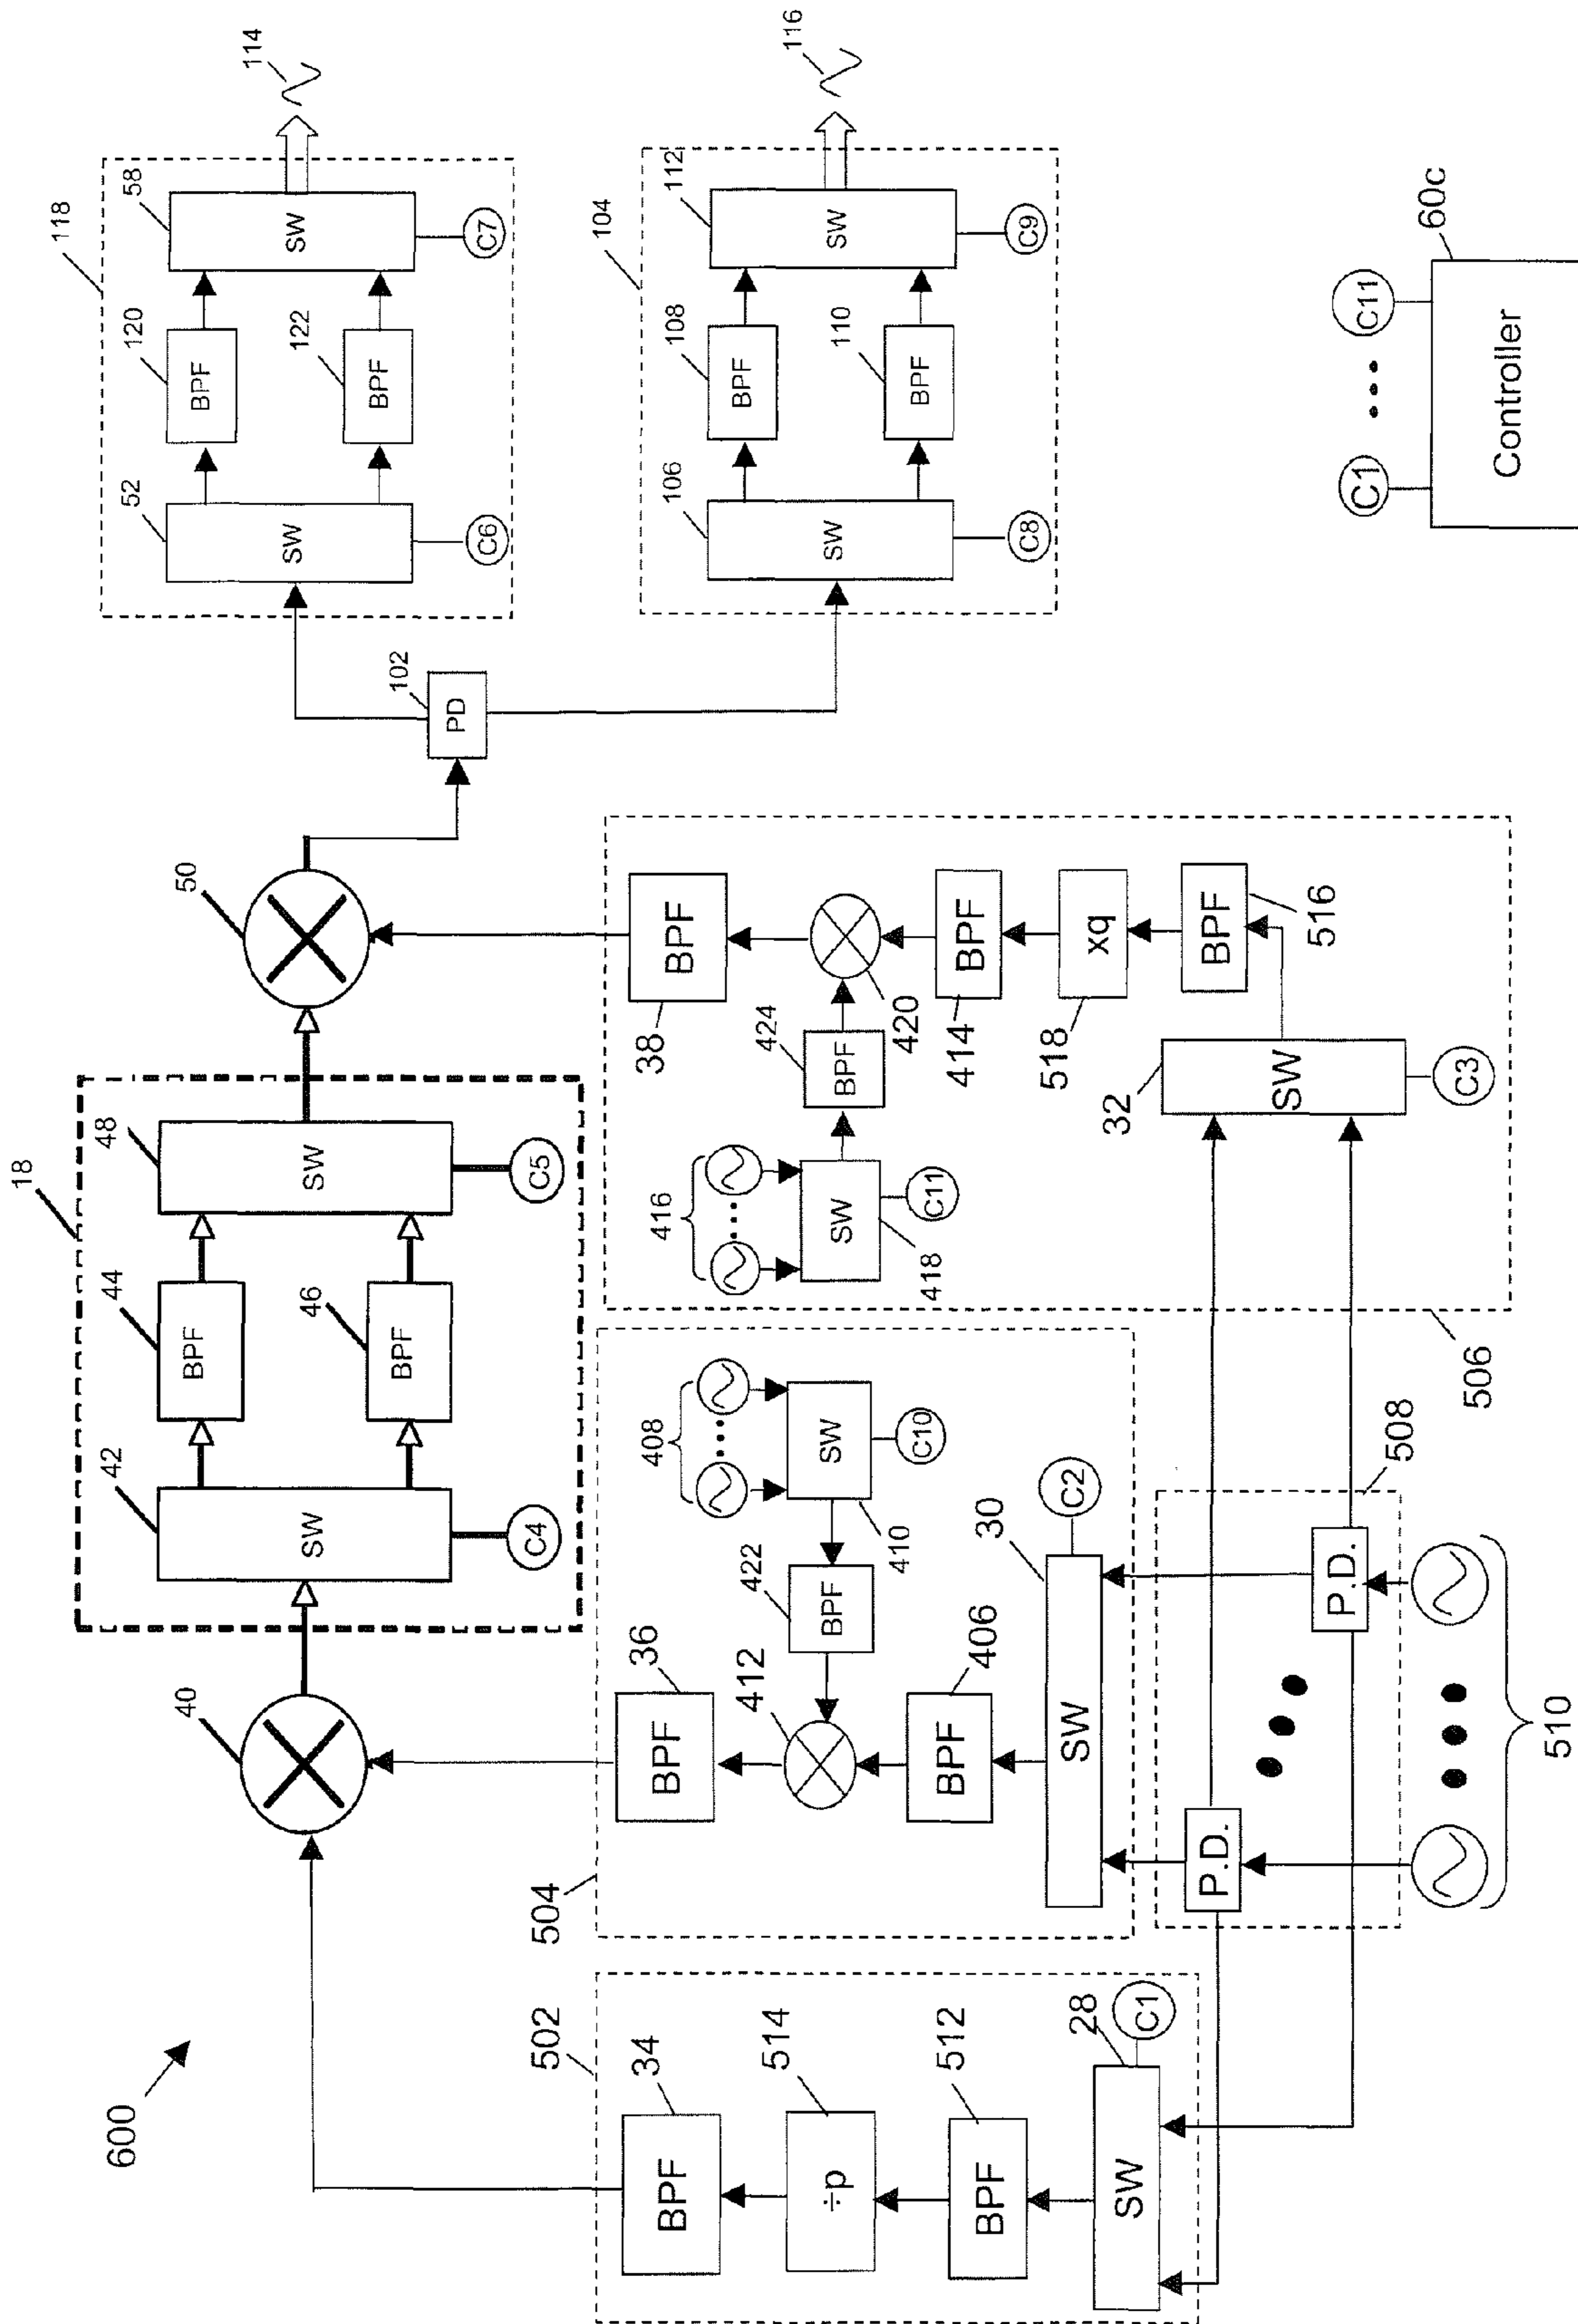 600
40
18
42
SW
C4
44
BPF
46
BPF
48
SW
C5
50
102
PD
118
52
SW
C6
120
BPF
122
BPF
58
SW
C7
114
104
106
SW
C8
108
BPF
110
BPF
112
SW
C9
116
502
34
BPF
514
÷p
512
BPF
28
SW
C1
504
36
BPF
412
422
BPF
408
SW
410
C10
406
BPF
30
SW
C2
506
38
BPF
420
424
BPF
416
SW
418
C11
414
BPF
518
xq
516
BPF
32
SW
C3
508
P.D.
P.D.
510
C1
C11
60c
Controller